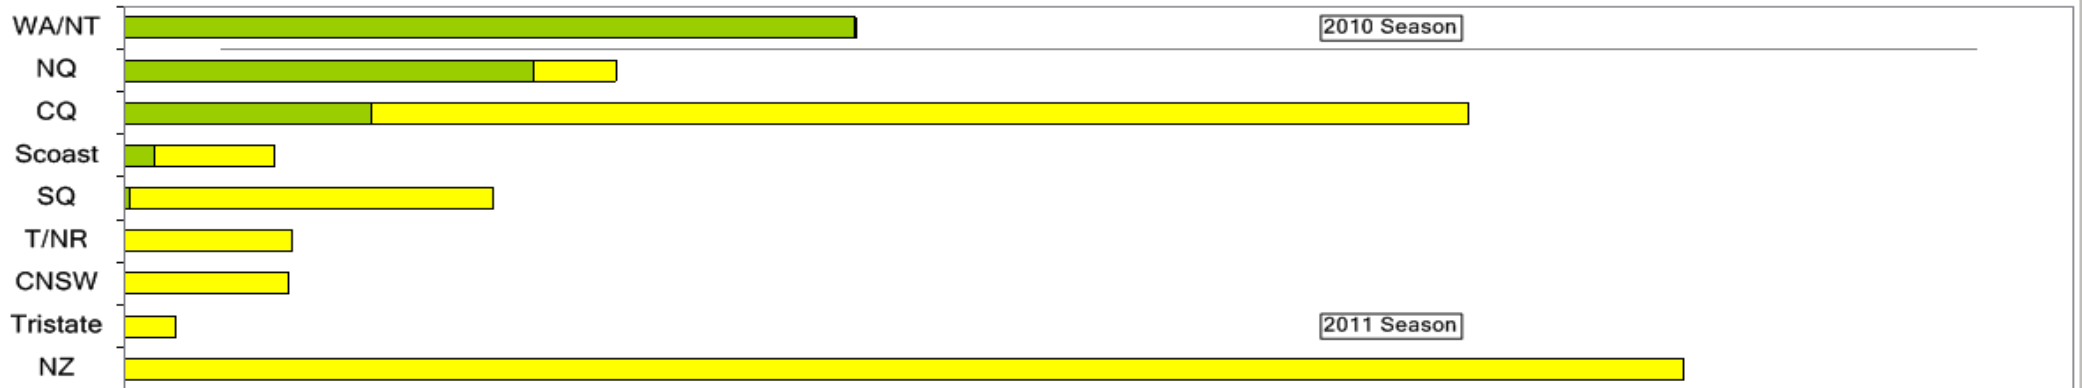 WA/NT
2010 Season
NQ
CQ
Scoast
SQ
T/NR
CNSW
Tristate
2011 Season
NZ